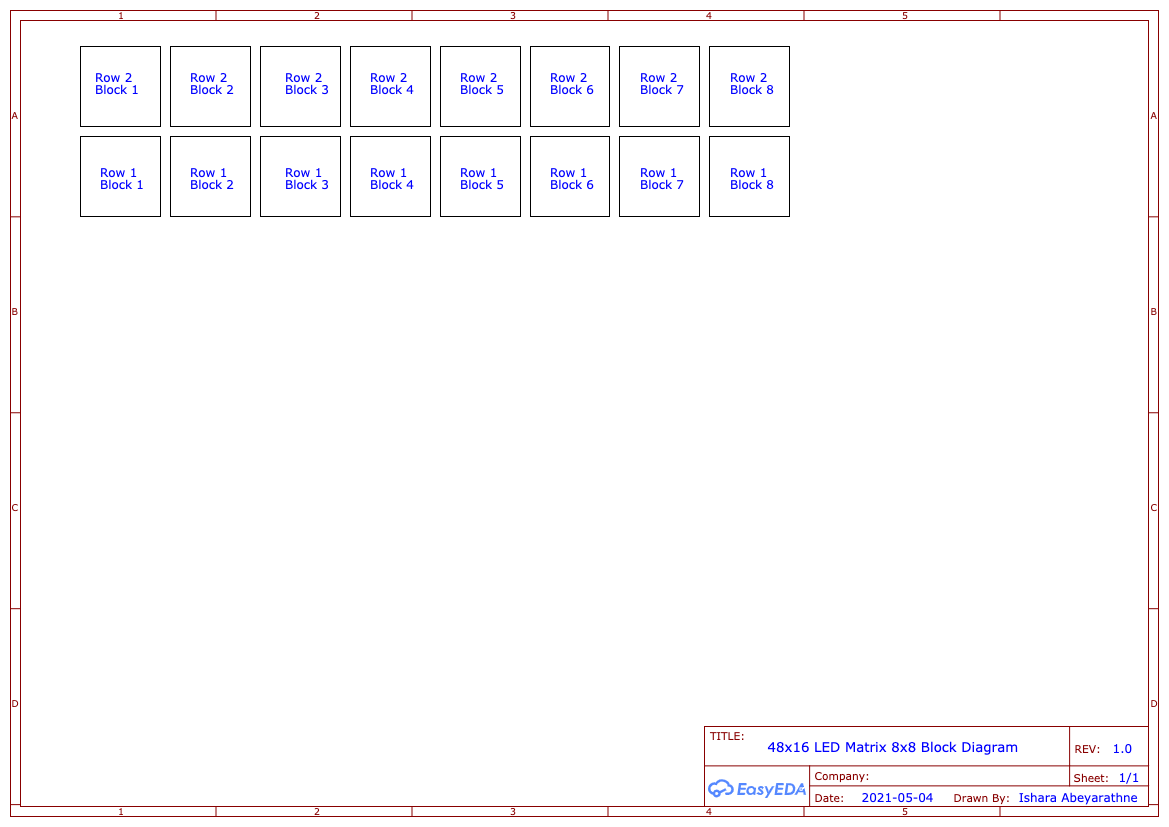 1 2 3 4 5
Row 2 Row 2 Row 2 Row 2 Row 2 Row 2 Row 2 Row 2
Block 1 Block 2 Block 3 Block 4 Block 5 Block 6 Block 7 Block 8
A A
Row 1 Row 1 Row 1 Row 1 Row 1 Row 1 Row 1 Row 1
Block 1 Block 2 Block 3 Block 4 Block 5 Block 6 Block 7 Block 8
B B
C C
D D
TITLE:
48x16 LED Matrix 8x8 Block Diagram
REV: 1.0
Company:
Sheet: 1/1
EasyEDA
Date: 2021-05-04 Drawn By: Ishara Abeyarathne
1 2 3 4 5